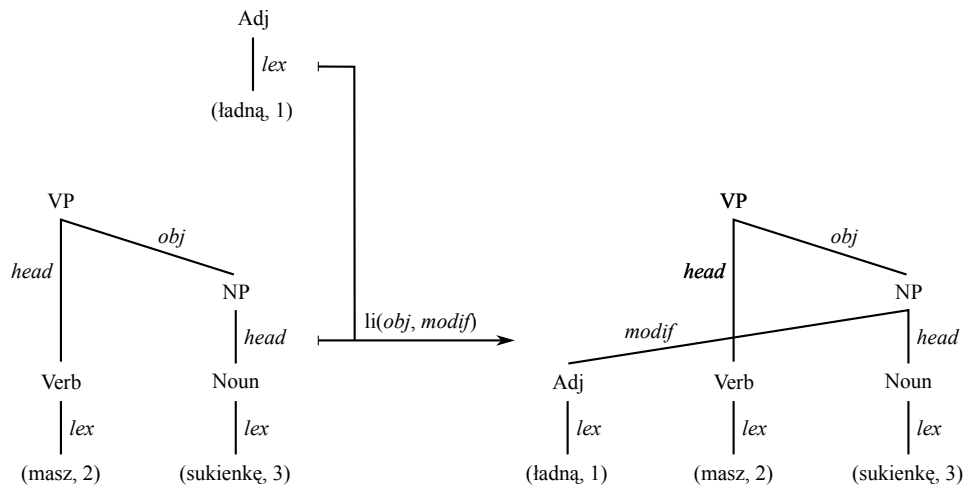 Adj
lex
(ładną, 1)
VP
obj
head
NP
head
Verb
Noun
lex
lex
(masz, 2)
(sukienkę, 3)
li(obj, modif)
VP
obj
head
NP
modif
head
Adj
Verb
Noun
lex
lex
lex
(ładną, 1)
(masz, 2)
(sukienkę, 3)